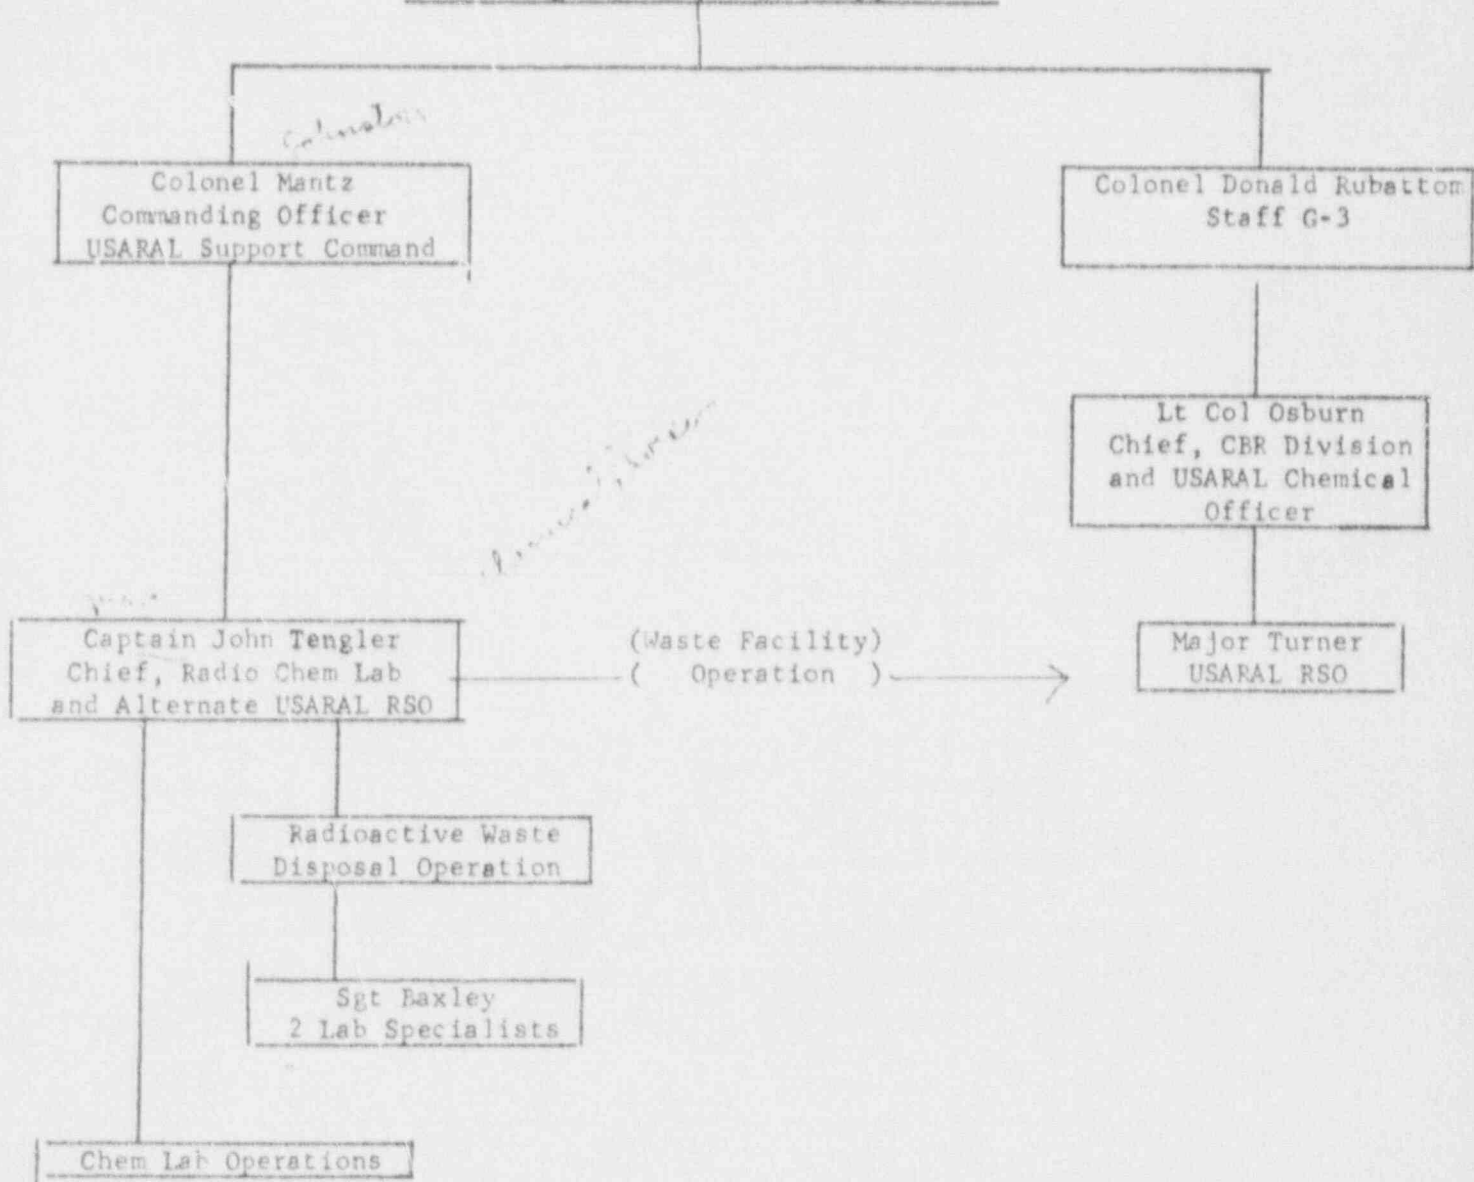 Colonel Mantz
Commanding Officer
USARAL Support Command
Colonel Donald Rubattom
Staff G-3
Lt Col Osburn
Chief, CBR Division
and USARAL Chemical
Officer
Captain John Tengler
Chief, Radio Chem Lab
and Alternate USARAL RSO
(Waste Facility)
( Operation )
Major Turner
USARAL RSO
Radioactive Waste
Disposal Operation
Sgt Baxley
2 Lab Specialists
Chem Lab Operations